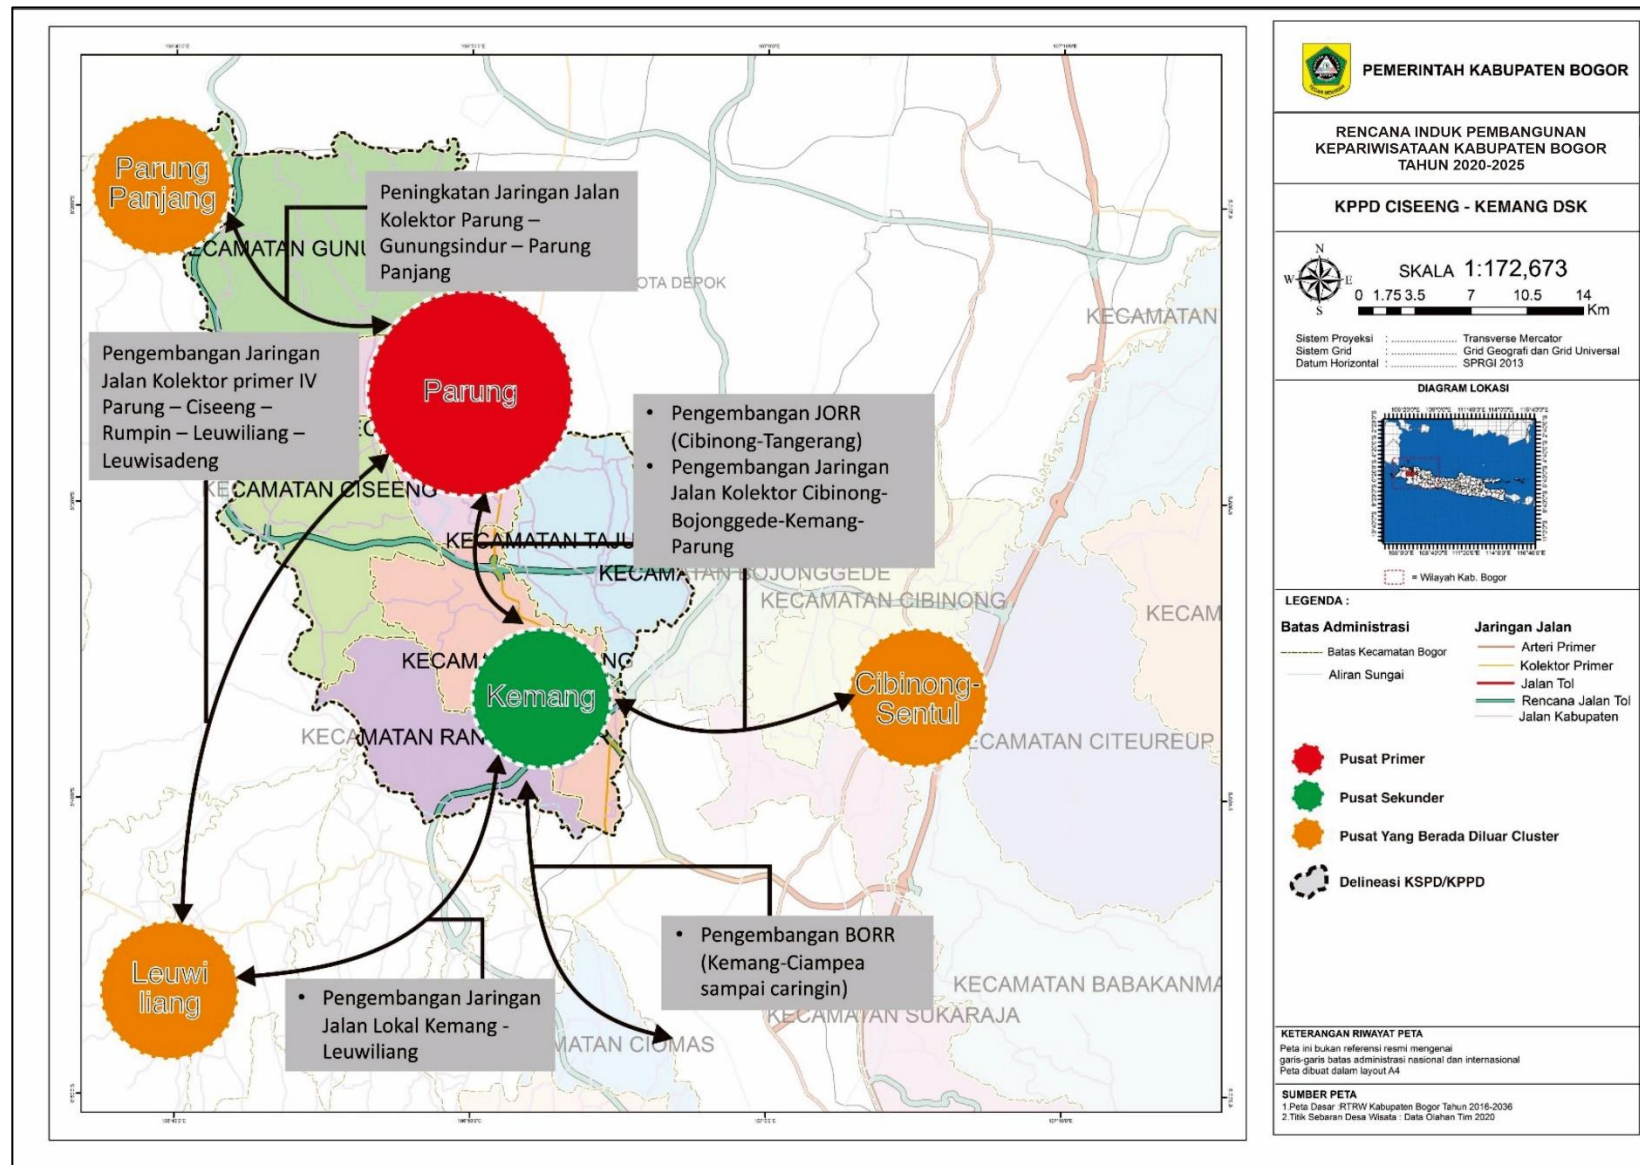 Parung
Panjang
Peningkatan Jaringan Jalan
Kolektor Parung –
Gunungsindur – Parung
Panjang
ECAMATAN GUNU
OTA DEPOK
KECAMATAN
Pengembangan Jaringan
Jalan Kolektor primer IV
Parung – Ciseeng –
Rumpin – Leuwiliang –
Leuwisadeng
Parung
• Pengembangan JORR
(Cibinong-Tangerang)
• Pengembangan Jaringan
Jalan Kolektor Cibinong-
Bojonggede-Kemang-
Parung
KECAMATAN CISEENG
KECAMATAN TAJU
KECAMATAN BOJONGGEDE
KECAMATAN CIBINONG
KECAM
KECAM
NG
Kemang
Cibinong-
Sentul
KECAMATAN RAN
ECAMATAN CITEUREUP
Leuwi
liang
• Pengembangan Jaringan
Jalan Lokal Kemang -
Leuwiliang
• Pengembangan BORR
(Kemang-Ciampea
sampai caringin)
KECAMATAN BABAKANMA
KECAMATAN SUKARAJA
MATAN CIOMAS
PEMERINTAH KABUPATEN BOGOR
RENCANA INDUK PEMBANGUNAN
KEPARIWISATAAN KABUPATEN BOGOR
TAHUN 2020-2025
KPPD CISEENG - KEMANG DSK
N
W E
S
SKALA 1:172,673
0 1.75 3.5 7 10.5 14
Km
Sistem Proyeksi : .................... Transverse Mercator
Sistem Grid : .................... Grid Geografi dan Grid Universal
Datum Horizontal : .................... SPRGI 2013
DIAGRAM LOKASI
= Wilayah Kab. Bogor
LEGENDA :
Batas Administrasi
Batas Kecamatan Bogor
Aliran Sungai
Jaringan Jalan
Arteri Primer
Kolektor Primer
Jalan Tol
Rencana Jalan Tol
Jalan Kabupaten
Pusat Primer
Pusat Sekunder
Pusat Yang Berada Diluar Cluster
Delineasi KSPD/KPPD
KETERANGAN RIWAYAT PETA
Peta ini bukan referensi resmi mengenai
garis-garis batas administrasi nasional dan internasional
Peta dibuat dalam layout A4
SUMBER PETA
1.Peta Dasar :RTRW Kabupaten Bogor Tahun 2016-2036
2.Titik Sebaran Desa Wisata : Data Olahan Tim 2020